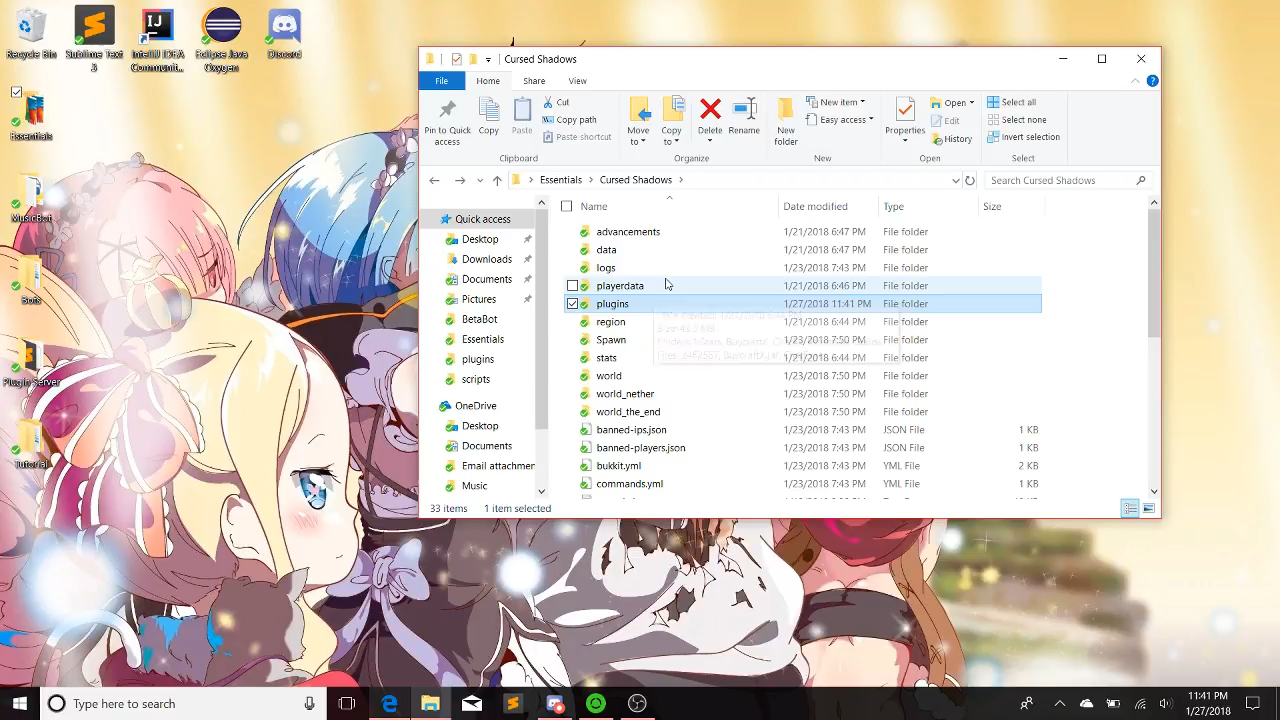 Recycle Bin
Sublime Text 3
IntelliJ IDEA Communit...
Eclipse Java Oxygen
Discord
Essentials
MusicBot
Bots
Plugin Server
Tutorial
Cursed Shadows
File
Home
Share
View
Pin to Quick access
Copy
Paste
Cut
Copy path
Paste shortcut
Clipboard
Move to
Copy to
Delete
Rename
Organize
New folder
New item
Easy access
New
Properties
Open
Edit
History
Open
Select all
Select none
Invert selection
Select
Essentials > Cursed Shadows >
Search Cursed Shadows
Quick access
Desktop
Downloads
Documents
Pictures
BetaBot
Essentials
plugins
scripts
OneDrive
Desktop
Documents
Email attachmen
Music
Name Date modified Type Size
advancements 1/21/2018 6:47 PM File folder
data 1/21/2018 6:47 PM File folder
logs 1/23/2018 7:43 PM File folder
playerdata 1/21/2018 6:46 PM File folder
plugins 1/27/2018 11:41 PM File folder
region 1/21/2018 6:44 PM File folder
Spawn 1/23/2018 7:50 PM File folder
stats 1/21/2018 6:44 PM File folder
world 1/23/2018 7:50 PM File folder
world_nether 1/23/2018 7:50 PM File folder
world_the_end 1/23/2018 7:50 PM File folder
banned-ips.json 1/23/2018 7:43 PM JSON File 1 KB
banned-players.json 1/23/2018 7:43 PM JSON File 1 KB
bukkit.yml 1/23/2018 7:43 PM YML File 2 KB
commands.yml 1/23/2018 7:43 PM YML File 1 KB
33 items 1 item selected
Type here to search
11:41 PM
1/27/2018